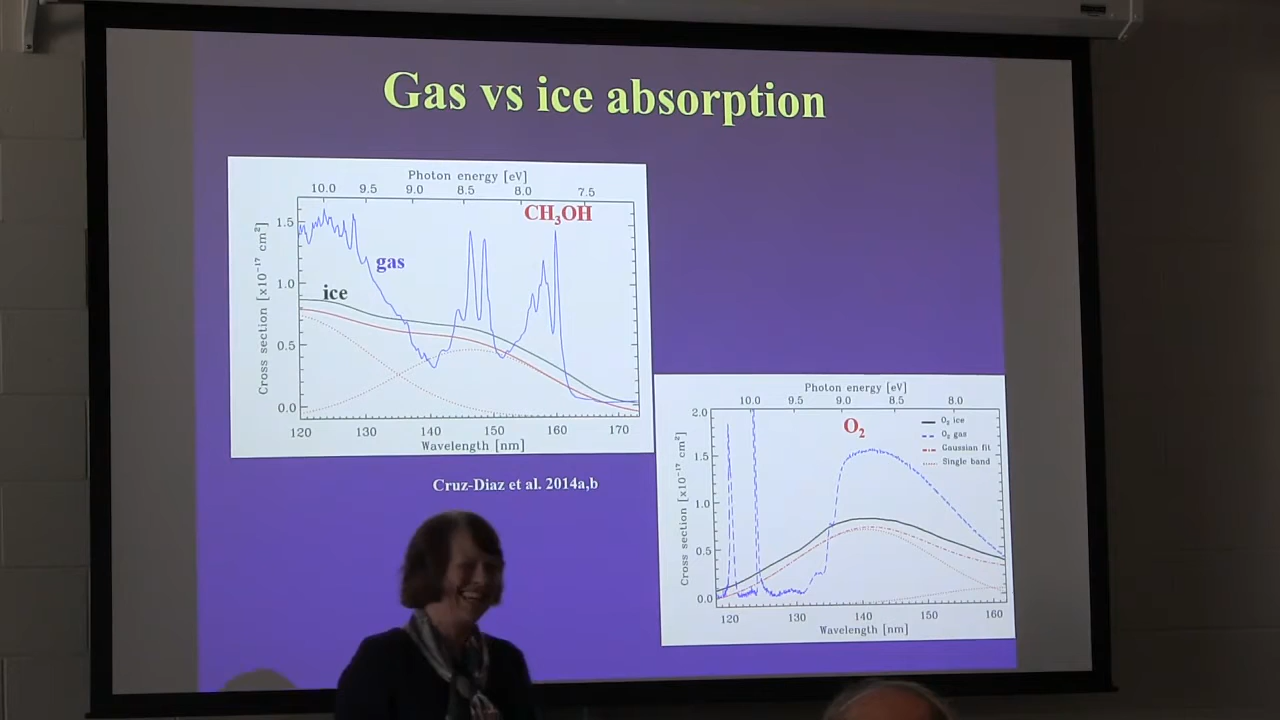 Gas vs ice absorption
Photon energy [eV]
10.0 9.5 9.0 8.5 8.0 7.5
CH₃OH
gas
ice
Cross section [x10⁻¹⁷ cm²]
1.5
1.0
0.5
0.0
120 130 140 150 160 170
Wavelength [nm]
Cruz-Diaz et al. 2014a,b
Photon energy [eV]
10.0 9.5 9.0 8.5 8.0
O₂
O₂ ice
O₂ gas
Gaussian fit
Single band
Cross section [x10⁻¹⁷ cm²]
2.0
1.5
1.0
0.5
0.0
120 130 140 150 160
Wavelength [nm]